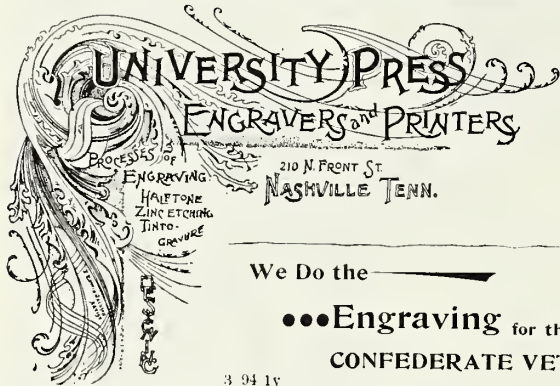 UNIVERSITY PRESS
ENGRAVERS and PRINTERS
PROCESSES OF
ENGRAVING
HALFTONE
ZINC ETCHING
TINTO-
GRAVURE
210 N. FRONT ST.
NASHVILLE TENN.
We Do the
•••Engraving for th
CONFEDERATE VET
3 94 1y